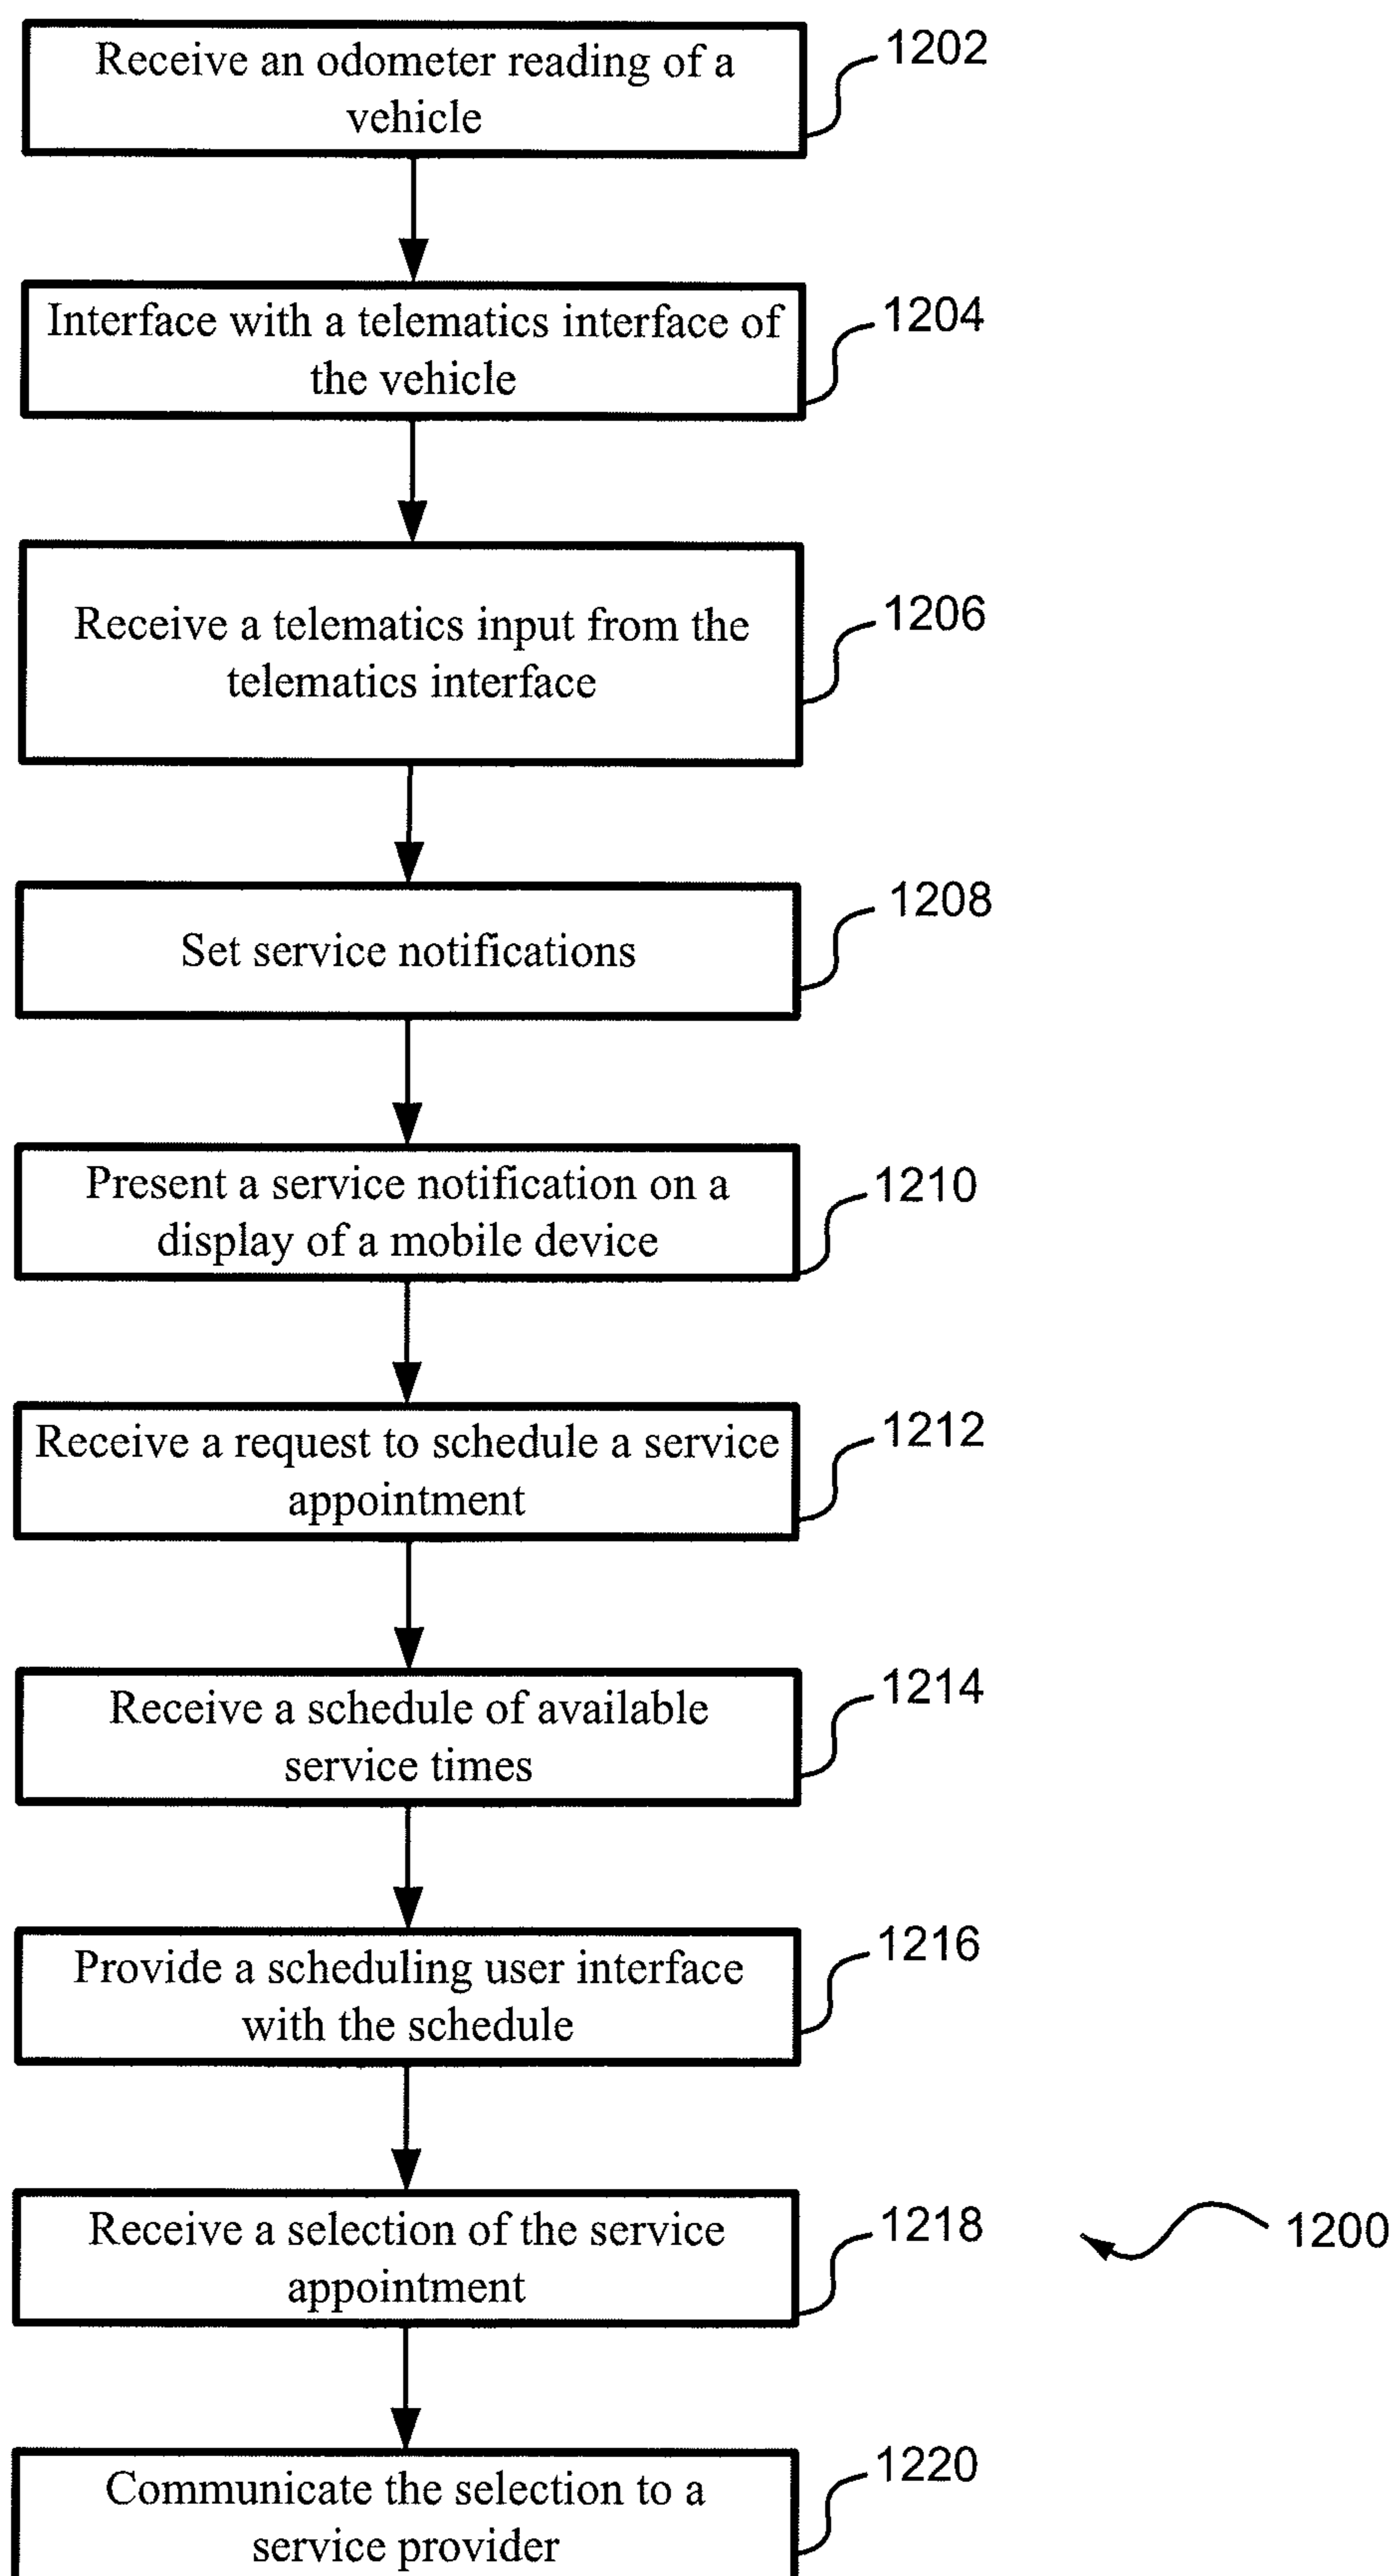 Receive an odometer reading of a
vehicle
1202
Interface with a telematics interface of
the vehicle
1204
Receive a telematics input from the
telematics interface
1206
Set service notifications
1208
Present a service notification on a
display of a mobile device
1210
Receive a request to schedule a service
appointment
1212
Receive a schedule of available
service times
1214
Provide a scheduling user interface
with the schedule
1216
Receive a selection of the service
appointment
1218
1200
Communicate the selection to a
service provider
1220